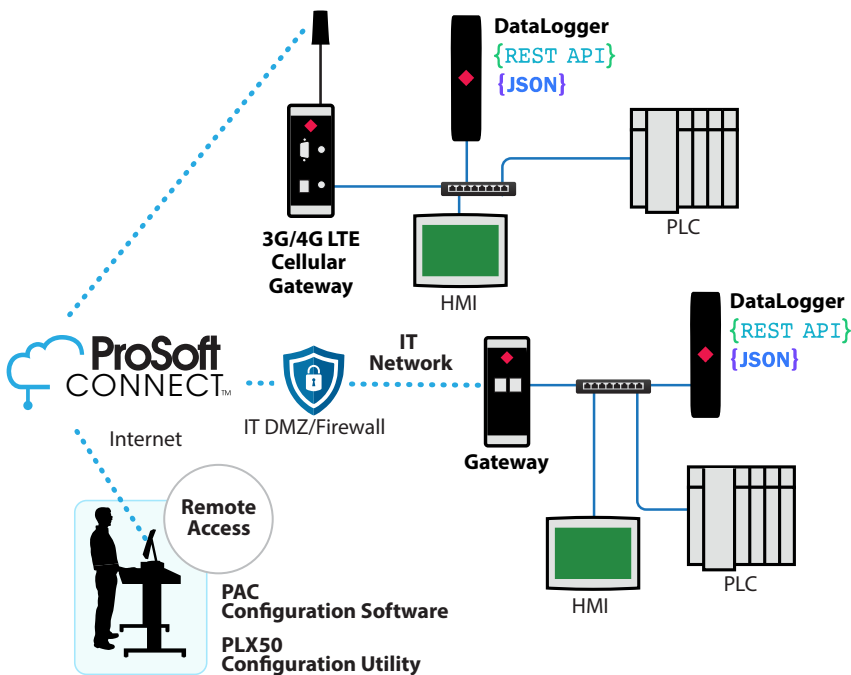 DataLogger
{REST API}
{JSON}
PLC
3G/4G LTE
Cellular
Gateway
HMI
DataLogger
{REST API}
{JSON}
ProSoft
CONNECT™
IT
Network
IT DMZ/Firewall
Internet
Gateway
Remote
Access
PLC
HMI
PAC
Configuration Software
PLX50
Configuration Utility